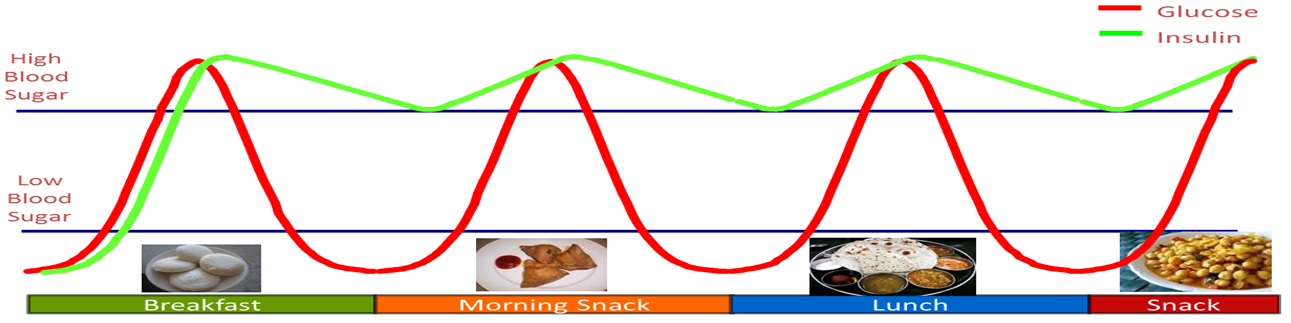 Glucose
Insulin
High
Blood
Sugar
Low
Blood
Sugar
Breakfast
Morning Snack
Lunch
Snack